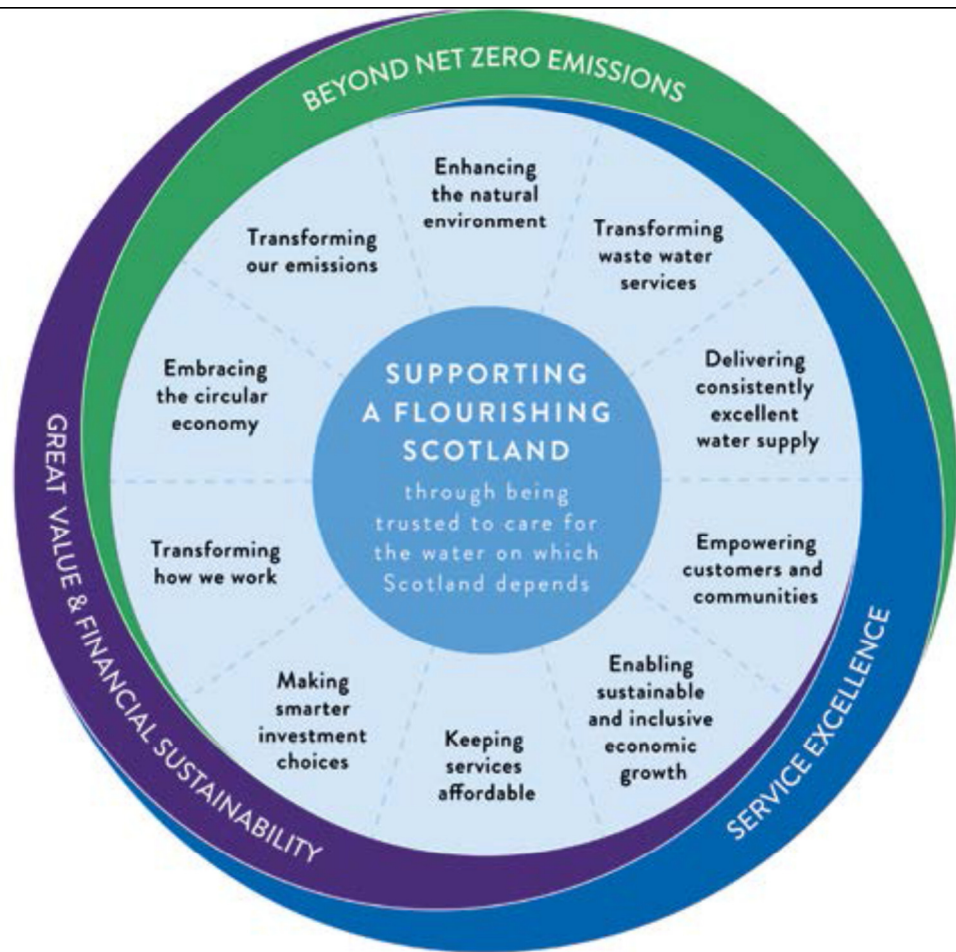 BEYOND NET ZERO EMISSIONS
Enhancing
the natural
environment
Transforming
waste water
services
Delivering
consistently
excellent
water supply
Empowering
customers and
communities
Enabling
sustainable
and inclusive
economic
growth
Keeping
services
affordable
Making
smarter
investment
choices
Transforming
how we work
Embracing
the circular
economy
Transforming
our emissions
SUPPORTING
A FLOURISHING
SCOTLAND
through being
trusted to care for
the water on which
Scotland depends
SERVICE EXCELLENCE
GREAT VALUE & FINANCIAL SUSTAINABILITY